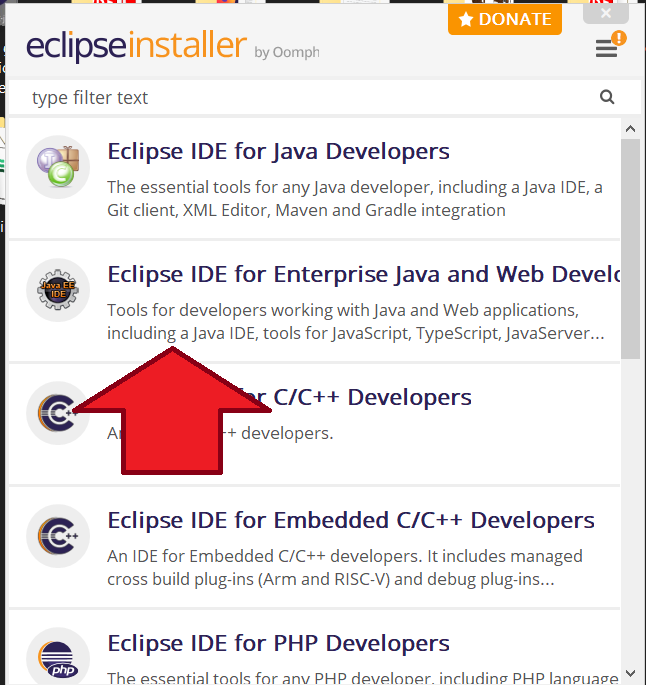 DONATE
eclipseinstaller by Oomph
!
type filter text
Eclipse IDE for Java Developers
The essential tools for any Java developer, including a Java IDE, a
Git client, XML Editor, Maven and Gradle integration
Java EE
IDE
Eclipse IDE for Enterprise Java and Web Develo
Tools for developers working with Java and Web applications,
including a Java IDE, tools for JavaScript, TypeScript, JavaServer...
C++
for C/C++ Developers
++ developers.
C++
Eclipse IDE for Embedded C/C++ Developers
An IDE for Embedded C/C++ developers. It includes managed
cross build plug-ins (Arm and RISC-V) and debug plug-ins...
php
Eclipse IDE for PHP Developers
The essential tools for any PHP developer, including PHP language